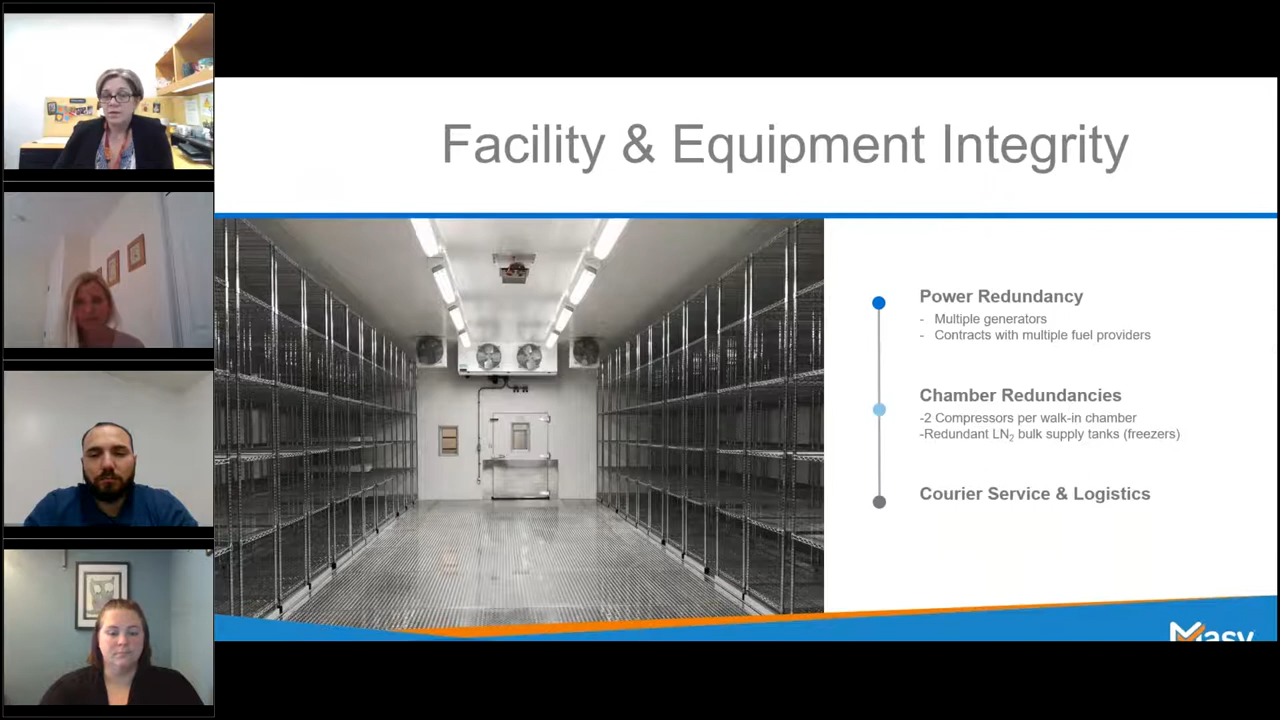 Facility & Equipment Integrity
Power Redundancy
- Multiple generators
- Contracts with multiple fuel providers
Chamber Redundancies
-2 Compressors per walk-in chamber
-Redundant LN₂ bulk supply tanks (freezers)
Courier Service & Logistics
Masy